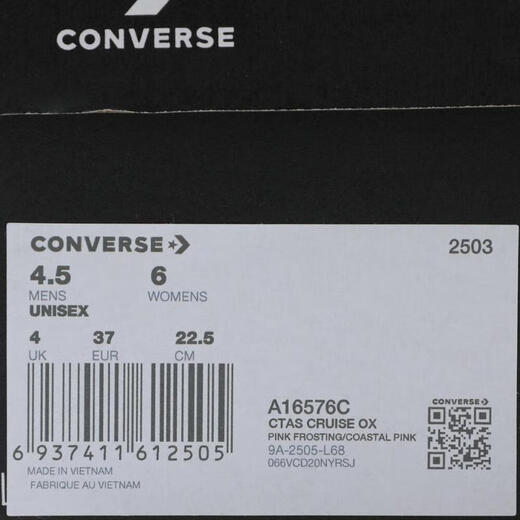 CONVERSE
CONVERSE 2503
4.5 6
MENS WOMENS
UNISEX
4 37 22.5
UK EUR CM
6 937411 612505
A16576C
CTAS CRUISE OX
PINK FROSTING/COASTAL PINK
9A-2505-L68
066VCD20NYRSJ
CONVERSE
MADE IN VIETNAM
FABRIQUE AU VIETNAM